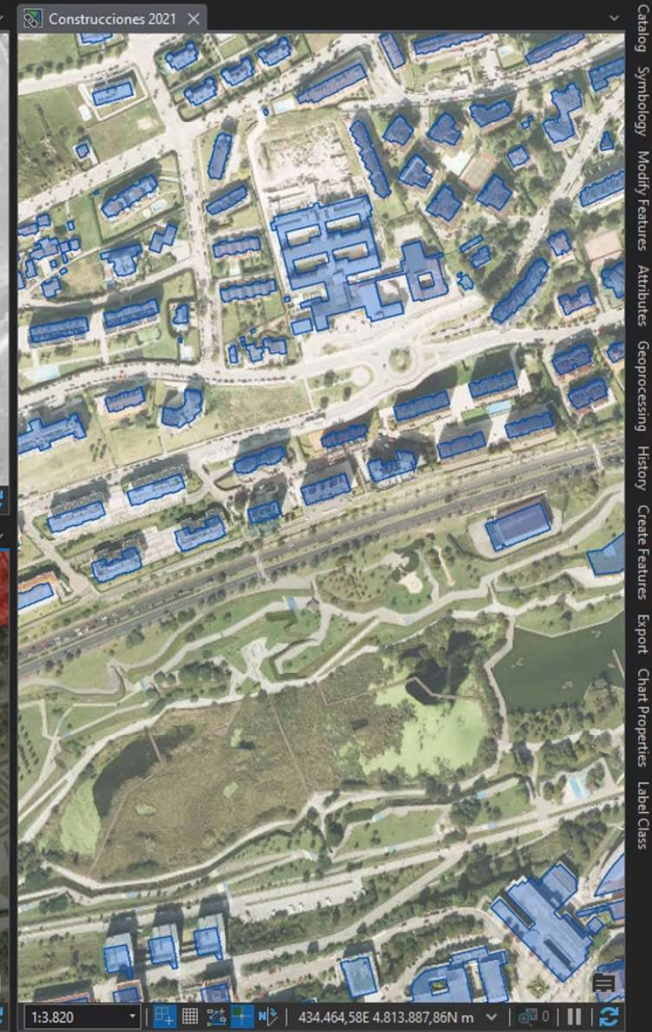 Construcciones 2021
Catalog
Symbology
Modify Features
Attributes
Geoprocessing
History
Create Features
Export
Chart Properties
Label Class
1:3.820
434.464,58E 4.813.887,86N m
0